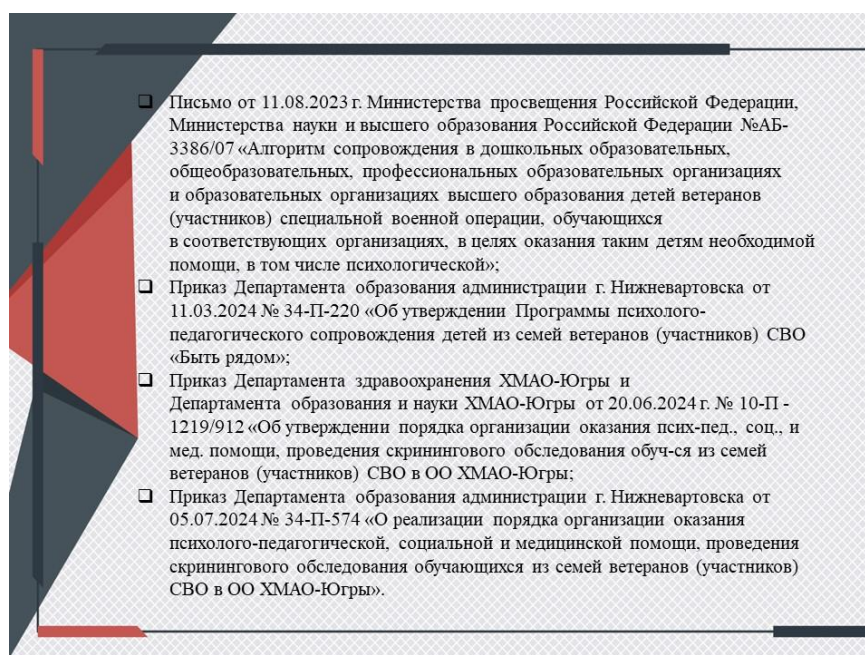 Письмо от 11.08.2023 г. Министерства просвещения Российской Федерации,
Министерства науки и высшего образования Российской Федерации №АБ-
3386/07 «Алгоритм сопровождения в дошкольных образовательных,
общеобразовательных, профессиональных образовательных организациях
и образовательных организациях высшего образования детей ветеранов
(участников) специальной военной операции, обучающихся
в соответствующих организациях, в целях оказания таким детям необходимой
помощи, в том числе психологической»;
Приказ Департамента образования администрации г. Нижневартовска от
11.03.2024 № 34-П-220 «Об утверждении Программы психолого-
педагогического сопровождения детей из семей ветеранов (участников) СВО
«Быть рядом»;
Приказ Департамента здравоохранения ХМАО-Югры и
Департамента образования и науки ХМАО-Югры от 20.06.2024 г. № 10-П -
1219/912 «Об утверждении порядка организации оказания псих-пед., соц., и
мед. помощи, проведения скринингового обследования обуч-ся из семей
ветеранов (участников) СВО в ОО ХМАО-Югры;
Приказ Департамента образования администрации г. Нижневартовска от
05.07.2024 № 34-П-574 «О реализации порядка организации оказания
психолого-педагогической, социальной и медицинской помощи, проведения
скринингового обследования обучающихся из семей ветеранов (участников)
СВО в ОО ХМАО-Югры».